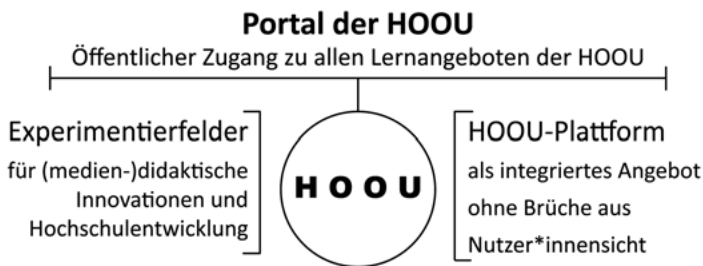 Portal der HOOU
Öffentlicher Zugang zu allen Lernangeboten der HOOU
Experimentierfelder
für (medien-)didaktische
Innovationen und
Hochschulentwicklung
HOOU
HOOU-Plattform
als integriertes Angebot
ohne Brüche aus
Nutzer*innensicht